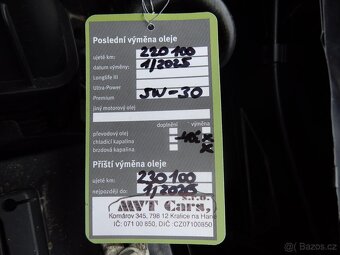 Poslední výměna oleje
ujeté km: 220 100
datum výměny: 1/2025
Longlife III
Ultra-Power
Premium 5W-30
jiný motorový olej
doplnění výměna
převodový olej
chladící kapalina
brzdová kapalina
Příští výměna oleje
ujeté km: 230 100
nejpozději do: 1/2026
s.r.o.
MVT Cars,
Komárov 345, 798 12 Kralice na Hané
IČ: 071 00 850, DIČ: CZ07100850
bazos.cz